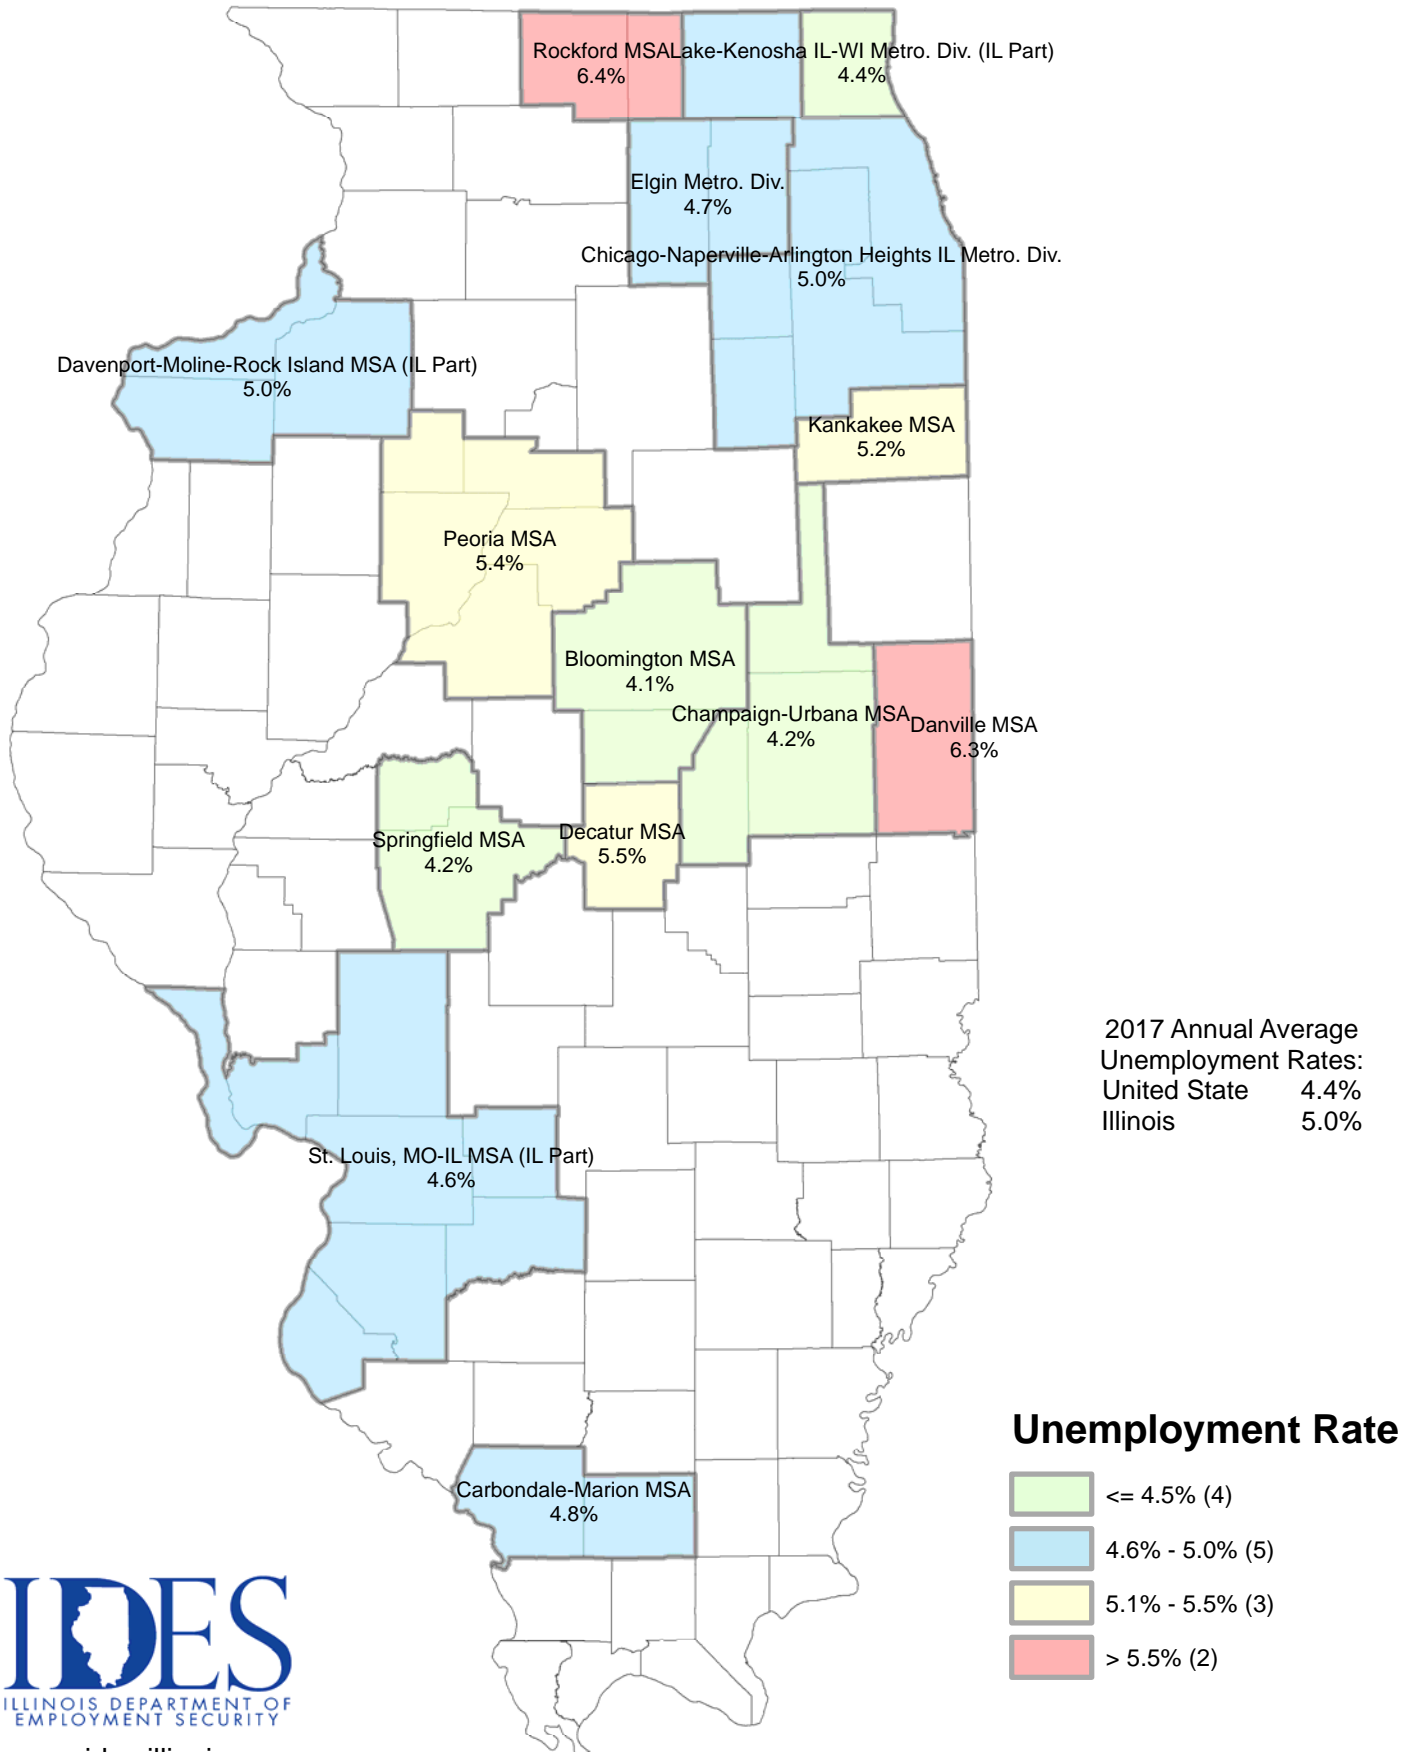 Rockford MSA
6.4%
Lake-Kenosha IL-WI Metro. Div. (IL Part)
4.4%
Elgin Metro. Div.
4.7%
Chicago-Naperville-Arlington Heights IL Metro. Div.
5.0%
Davenport-Moline-Rock Island MSA (IL Part)
5.0%
Kankakee MSA
5.2%
Peoria MSA
5.4%
Bloomington MSA
4.1%
Champaign-Urbana MSA
4.2%
Danville MSA
6.3%
Springfield MSA
4.2%
Decatur MSA
5.5%
2017 Annual Average
Unemployment Rates:
United State 4.4%
Illinois 5.0%
St. Louis, MO-IL MSA (IL Part)
4.6%
Carbondale-Marion MSA
4.8%
Unemployment Rate
<= 4.5% (4)
4.6% - 5.0% (5)
5.1% - 5.5% (3)
> 5.5% (2)
IDES
ILLINOIS DEPARTMENT OF
EMPLOYMENT SECURITY